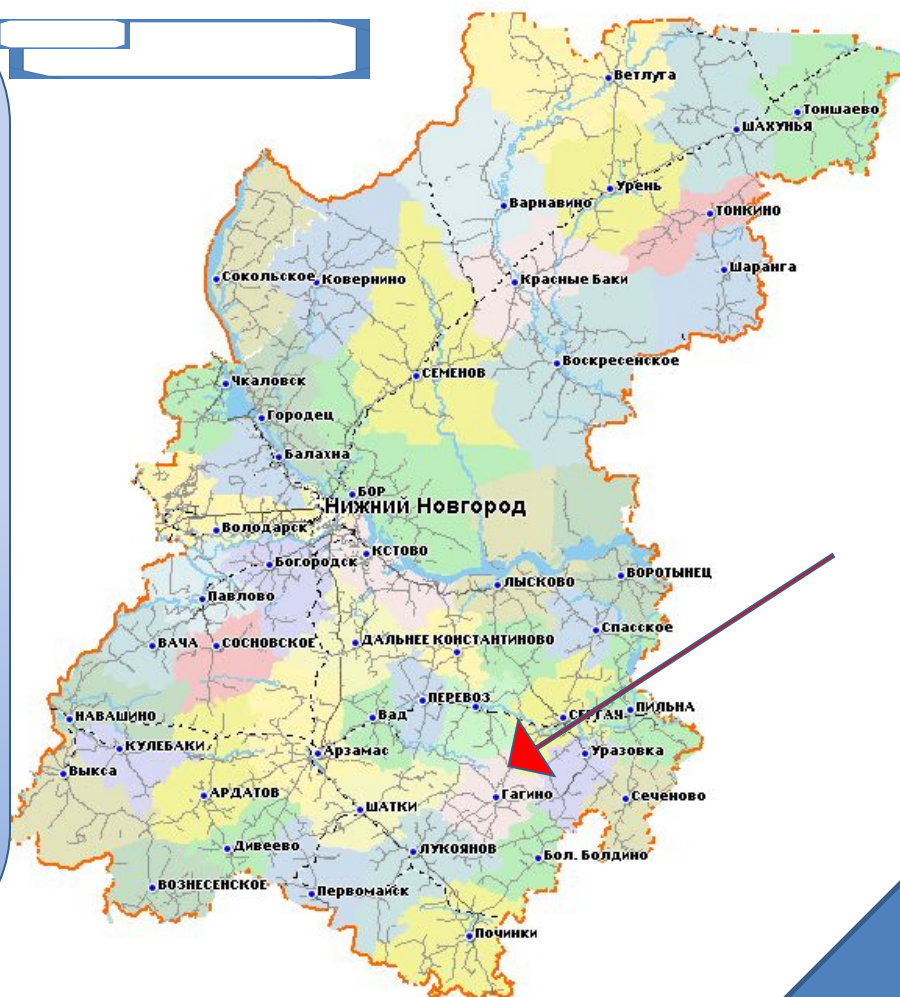 Ветлуга
Тоншаево
ШАХУНЬЯ
Урень
Варнавино
ТОНКИНО
Шаранга
Сокольское
Ковернино
Красные Баки
Воскресенское
СЕМЕНОВ
Чкаловск
Городец
Балахна
БОР
Нижний Новгород
Володарск
КСТОВО
Богородск
ЛЫСКОВО
ВОРОТЫНЕЦ
Павлово
Спасское
ВАЧА
СОСНОВСКОЕ
ДАЛЬНЕЕ КОНСТАНТИНОВО
ПЕРЕВОЗ
НАВАШИНО
Вад
СЕРГАЧ
ПИЛЬНА
КУЛЕБАКИ
Арзамас
Уразовка
Выкса
АРДАТОВ
ШАТКИ
Гагино
Сеченово
Дивеево
ЛУКОЯНОВ
Бол. Болдино
ВОЗНЕСЕНСКОЕ
Первомайск
Починки